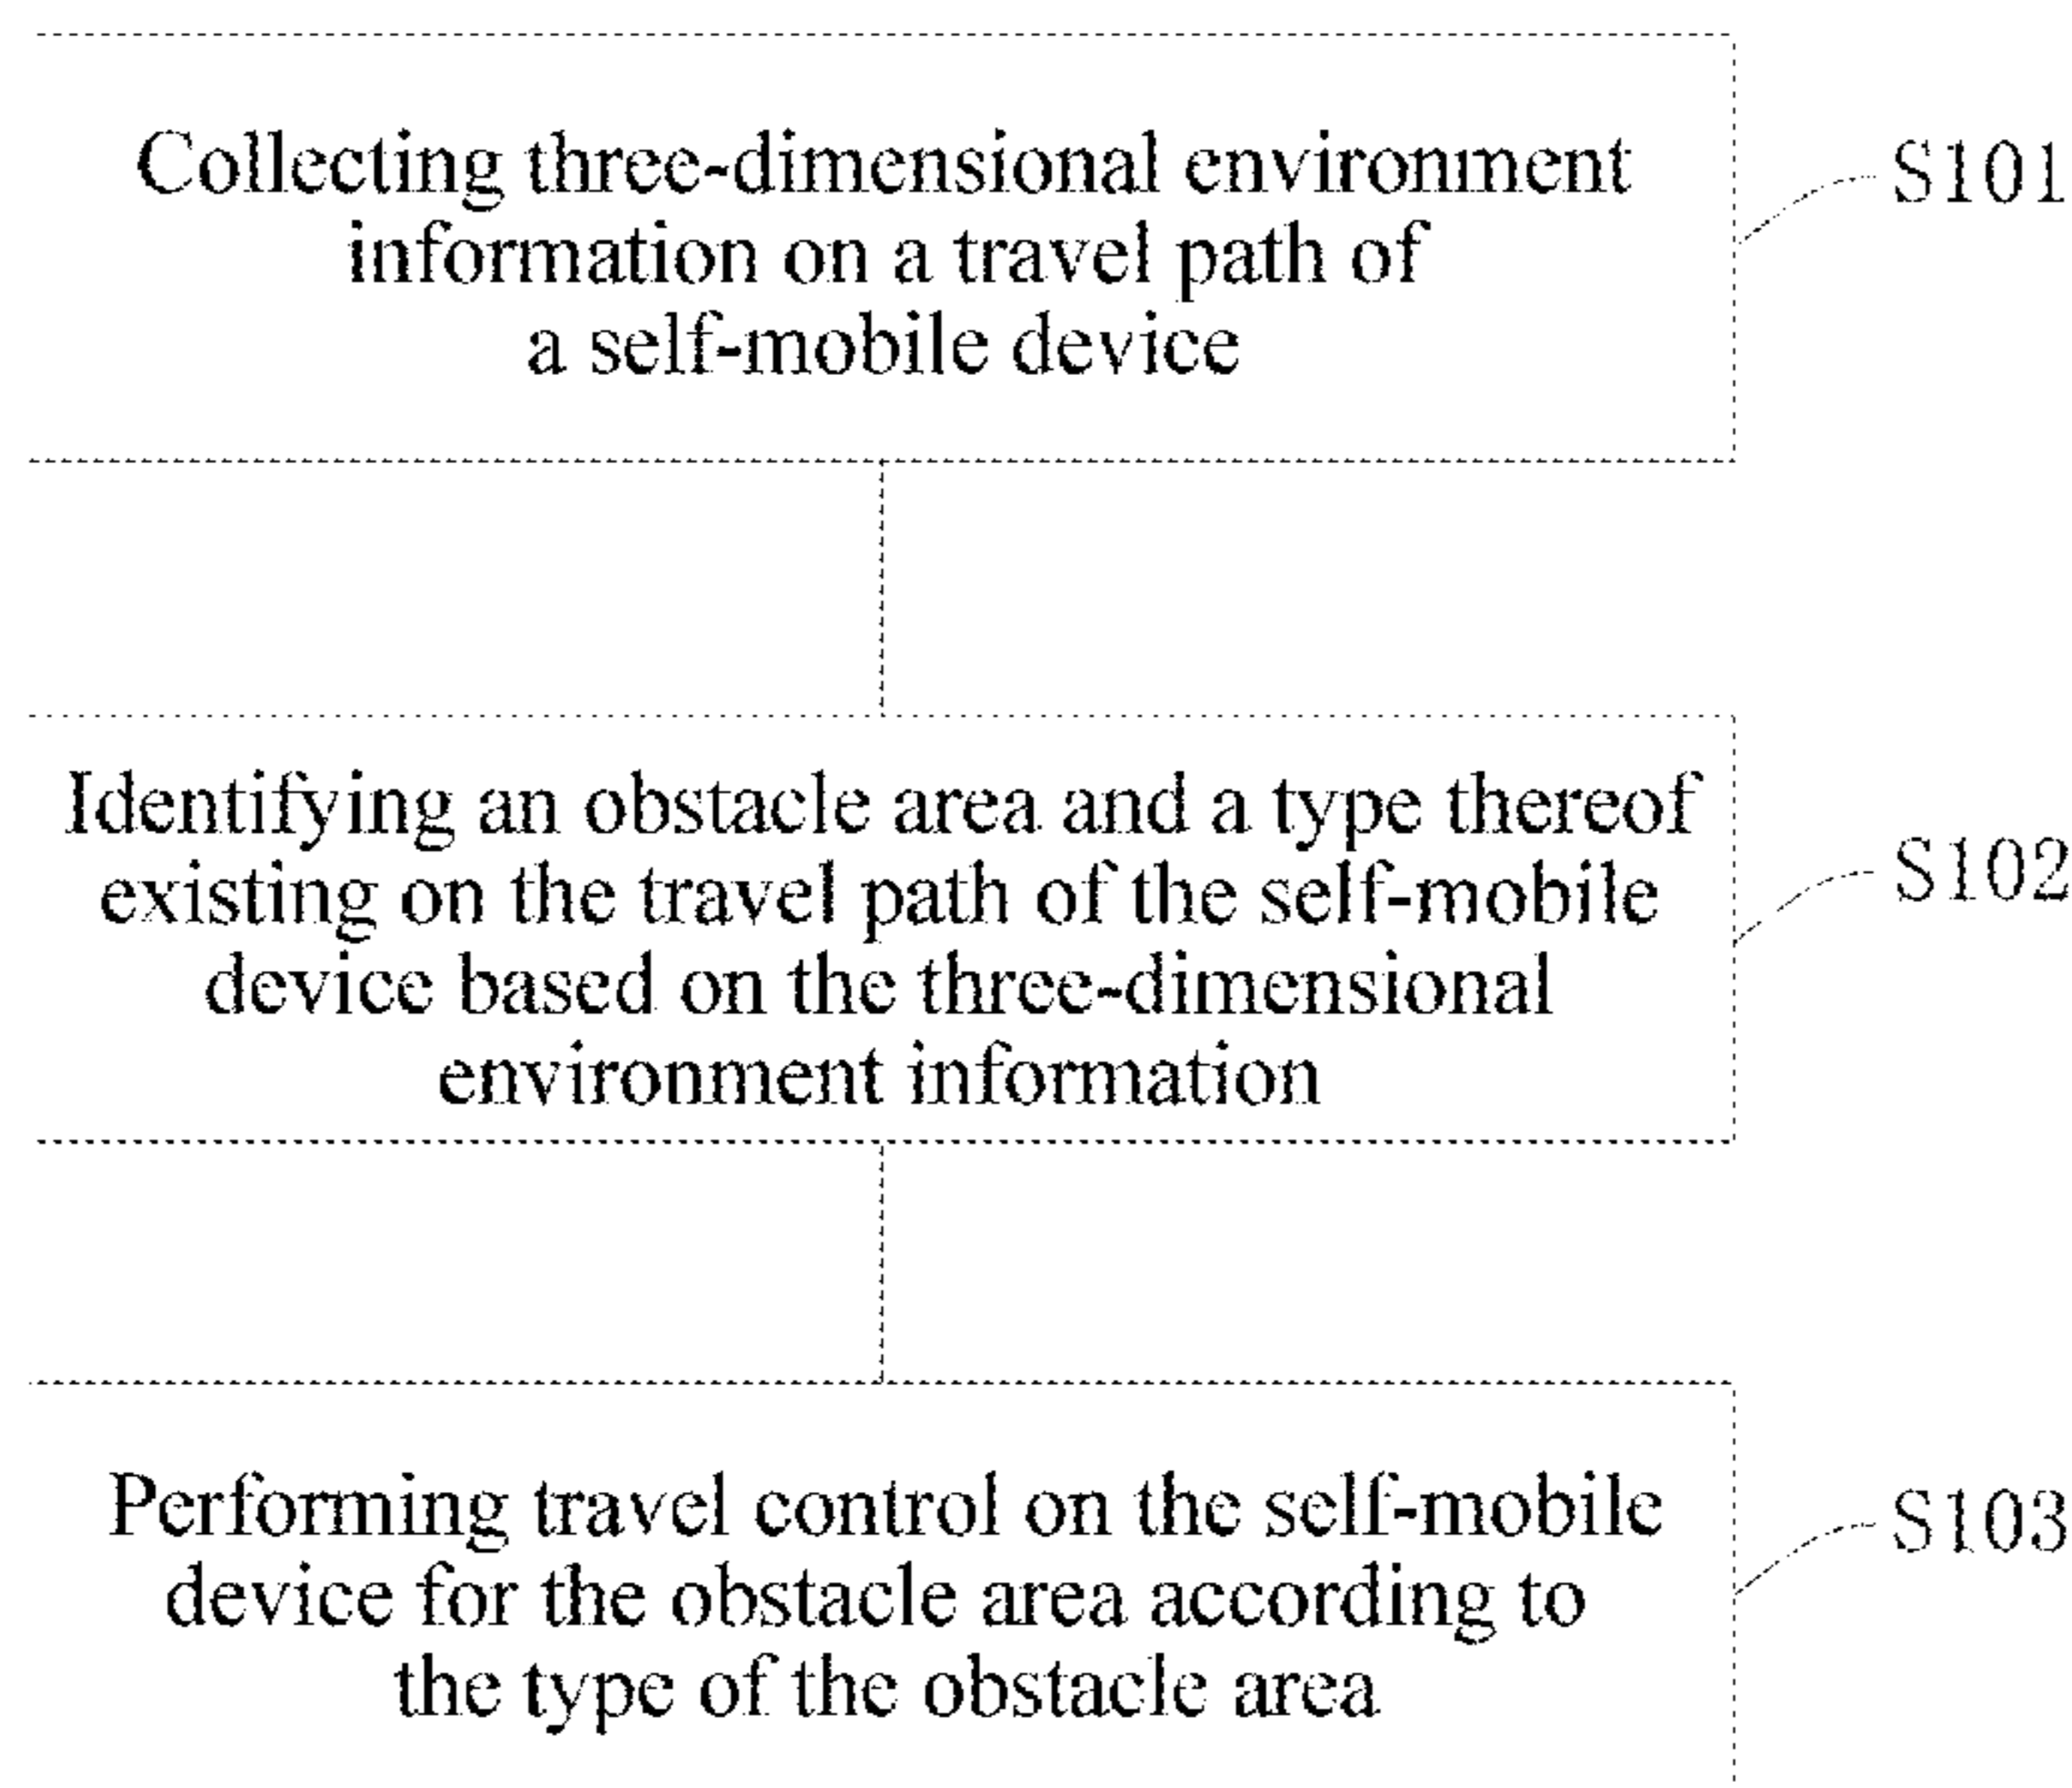 Collecting three-dimensional environment
information on a travel path of
a self-mobile device
S101
Identifying an obstacle area and a type thereof
existing on the travel path of the self-mobile
device based on the three-dimensional
environment information
S102
Performing travel control on the self-mobile
device for the obstacle area according to
the type of the obstacle area
S103